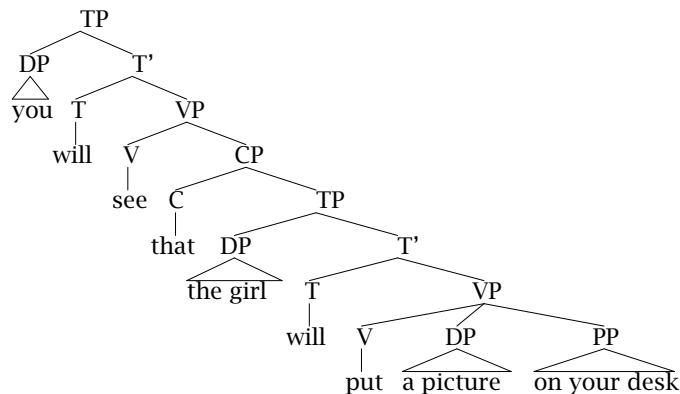 TP
DP T'
you T VP
will V CP
see C TP
that DP T'
the girl T VP
will V DP PP
put a picture on your desk